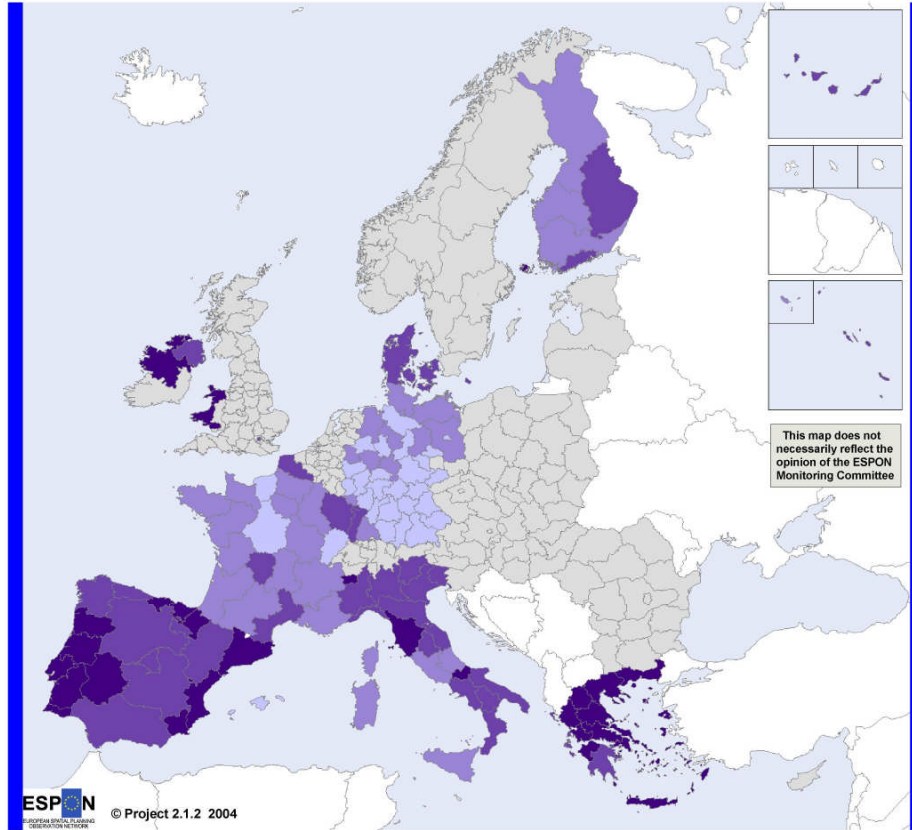 This map does not
necessarily reflect the
opinion of the ESPON
Monitoring Committee
ESPON
EUROPEAN SPATIAL PLANNING
OBSERVATION NETWORK
© Project 2.1.2 2004